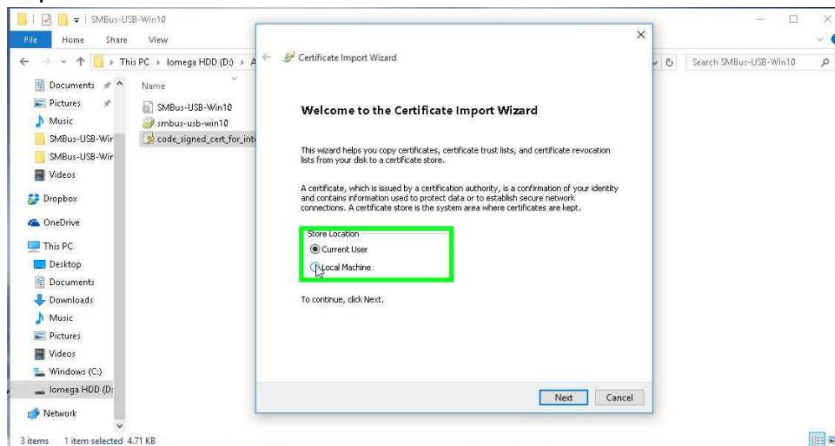 SMBus-USB-Win10
File Home Share View
This PC > Iomega HDD (D:) >
Search SMBus-USB-Win10
Documents
Pictures
Music
SMBus-USB-Wir
SMBus-USB-Wir
Videos
Dropbox
OneDrive
This PC
Desktop
Documents
Downloads
Music
Pictures
Videos
Windows (C:)
Iomega HDD (D:
Network
Name
SMBus-USB-Win10
smbus-usb-win10
code_signed_cert_for_int
3 items 1 item selected 4.71 KB
Certificate Import Wizard
Welcome to the Certificate Import Wizard
This wizard helps you copy certificates, certificate trust lists, and certificate revocation
lists from your disk to a certificate store.
A certificate, which is issued by a certification authority, is a confirmation of your identity
and contains information used to protect data or to establish secure network
connections. A certificate store is the system area where certificates are kept.
Store Location
Current User
Local Machine
To continue, click Next.
Next Cancel